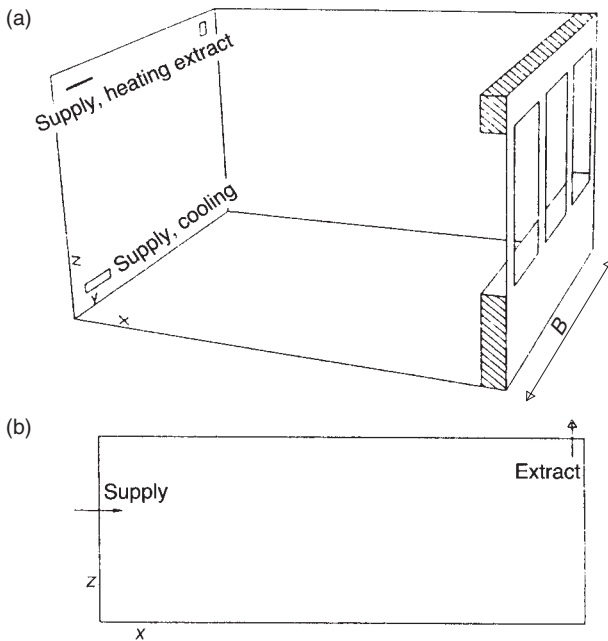 (a)
Supply, heating extract
Supply, cooling
z
y
x
B
(b)
Supply
Extract
z
x